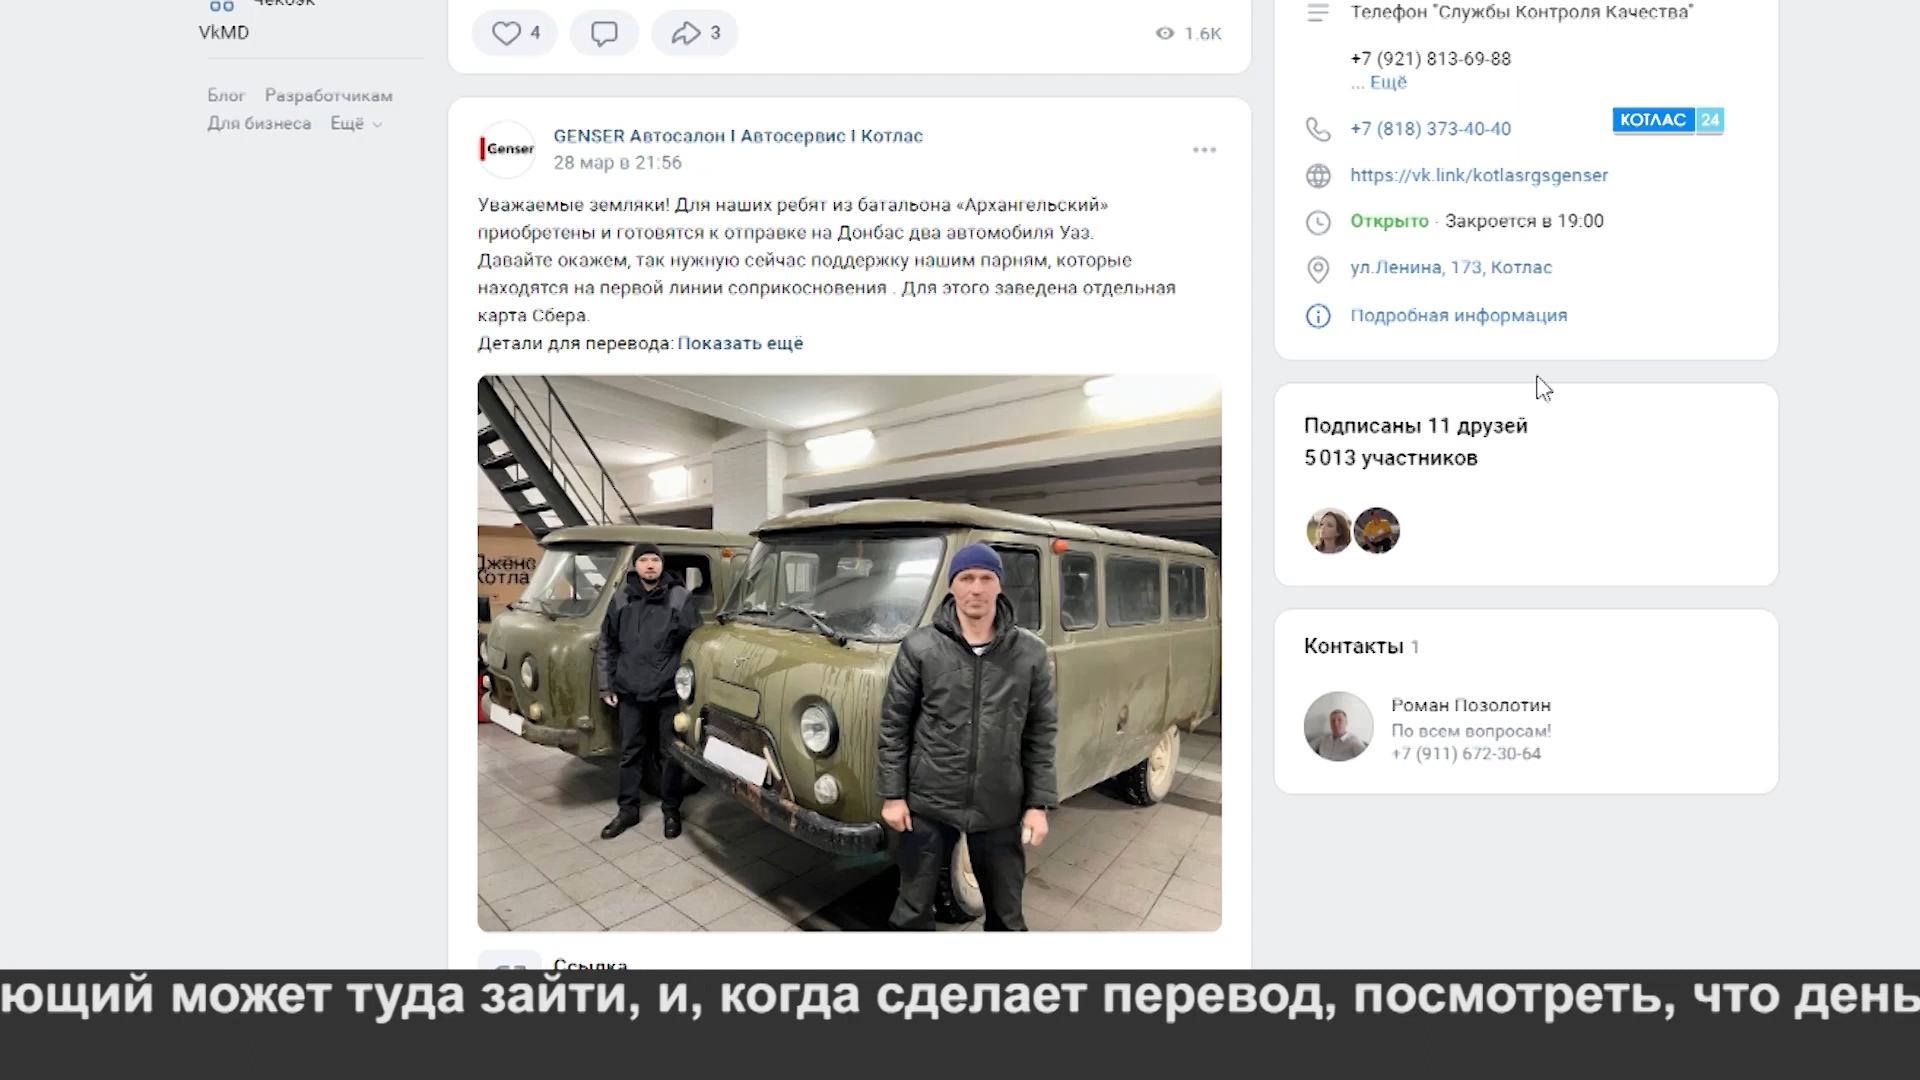 VkMD
Блог Разработчикам
Для бизнеса Ещё
4
3
1.6K
Genser
GENSER Автосалон I Автосервис I Котлас
28 мар в 21:56
Уважаемые земляки! Для наших ребят из батальона «Архангельский»
приобретены и готовятся к отправке на Донбас два автомобиля Уаз.
Давайте окажем, так нужную сейчас поддержку нашим парням, которые
находятся на первой линии соприкосновения . Для этого заведена отдельная
карта Сбера.
Детали для перевода: Показать ещё
Ссылка
Телефон "Службы Контроля Качества"
+7 (921) 813-69-88
... Ещё
+7 (818) 373-40-40
КОТЛАС 24
https://vk.link/kotlasrgsgenser
Открыто · Закроется в 19:00
ул.Ленина, 173, Котлас
Подробная информация
Подписаны 11 друзей
5 013 участников
Контакты 1
Роман Позолотин
По всем вопросам!
+7 (911) 672-30-64
ющий может туда зайти, и, когда сделает перевод, посмотреть, что день